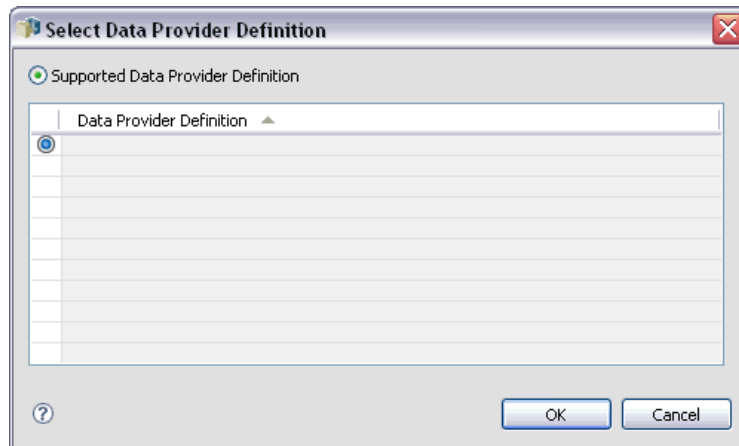 Select Data Provider Definition
Supported Data Provider Definition
Data Provider Definition
?
OK Cancel